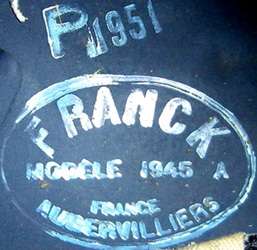 P 1951
FRANCK
MODÈLE 1945 A
FRANCE
AUBERVILLIERS